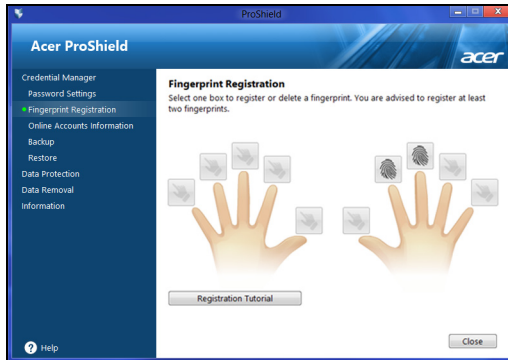 ProShield
Acer ProShield
acer
Credential Manager
Password Settings
Fingerprint Registration
Online Accounts Information
Backup
Restore
Data Protection
Data Removal
Information
Fingerprint Registration
Select one box to register or delete a fingerprint. You are advised to register at least
two fingerprints.
Registration Tutorial
? Help
Close